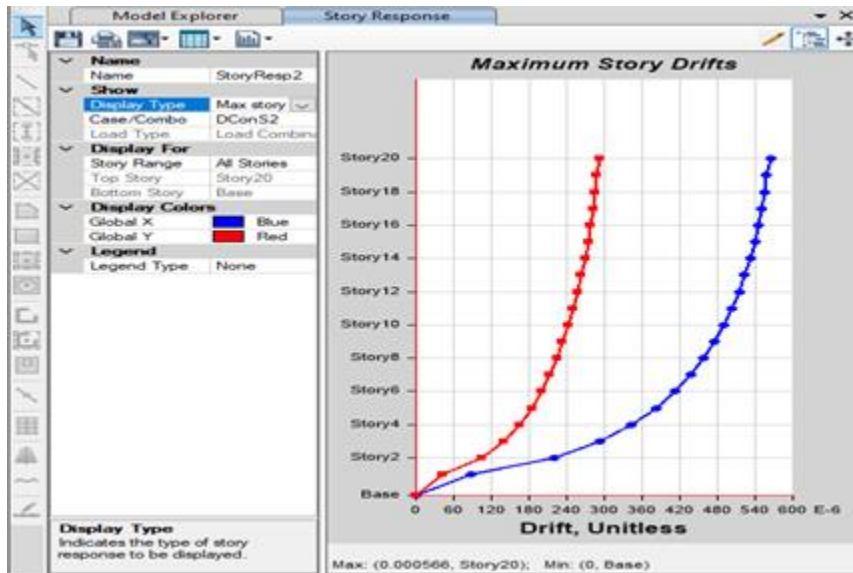 Model Explorer Story Response
Name
Name StoryResp2
Show
Display Type Max story
Case/Combo DConS2
Load Type Load Combina
Display For
Story Range All Stories
Top Story Story20
Bottom Story Base
Display Colors
Global X Blue
Global Y Red
Legend
Legend Type None
Display Type
Indicates the type of story
response to be displayed.
Maximum Story Drifts
Story20
Story18
Story16
Story14
Story12
Story10
Story8
Story6
Story4
Story2
Base
0 60 120 180 240 300 360 420 480 540 600 E-6
Drift, Unitless
Max: (0.000566, Story20); Min: (0, Base)